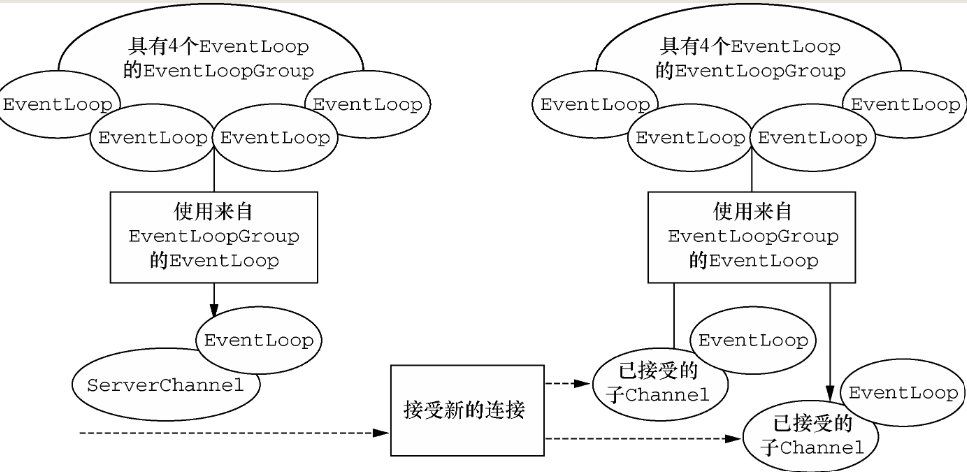 具有4个EventLoop
的EventLoopGroup
EventLoop
EventLoop
EventLoop
EventLoop
使用来自
EventLoopGroup
的EventLoop
EventLoop
ServerChannel
接受新的连接
具有4个EventLoop
的EventLoopGroup
EventLoop
EventLoop
EventLoop
EventLoop
使用来自
EventLoopGroup
的EventLoop
EventLoop
已接受的
子Channel
EventLoop
已接受的
子Channel